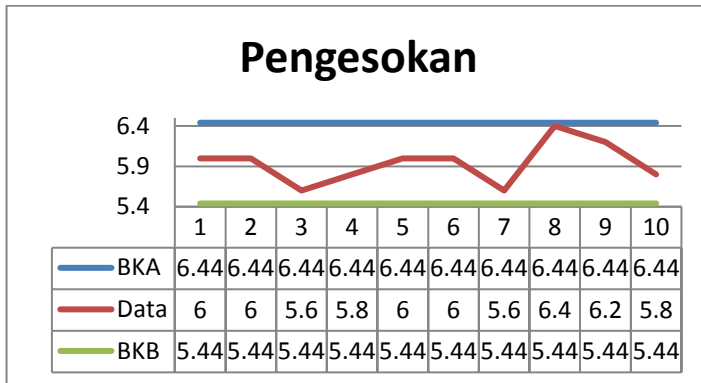 Pengesokan
6.4
5.9
5.4
1 2 3 4 5 6 7 8 9 10
BKA 6.44 6.44 6.44 6.44 6.44 6.44 6.44 6.44 6.44 6.44
Data 6 6 5.6 5.8 6 6 5.6 6.4 6.2 5.8
BKB 5.44 5.44 5.44 5.44 5.44 5.44 5.44 5.44 5.44 5.44